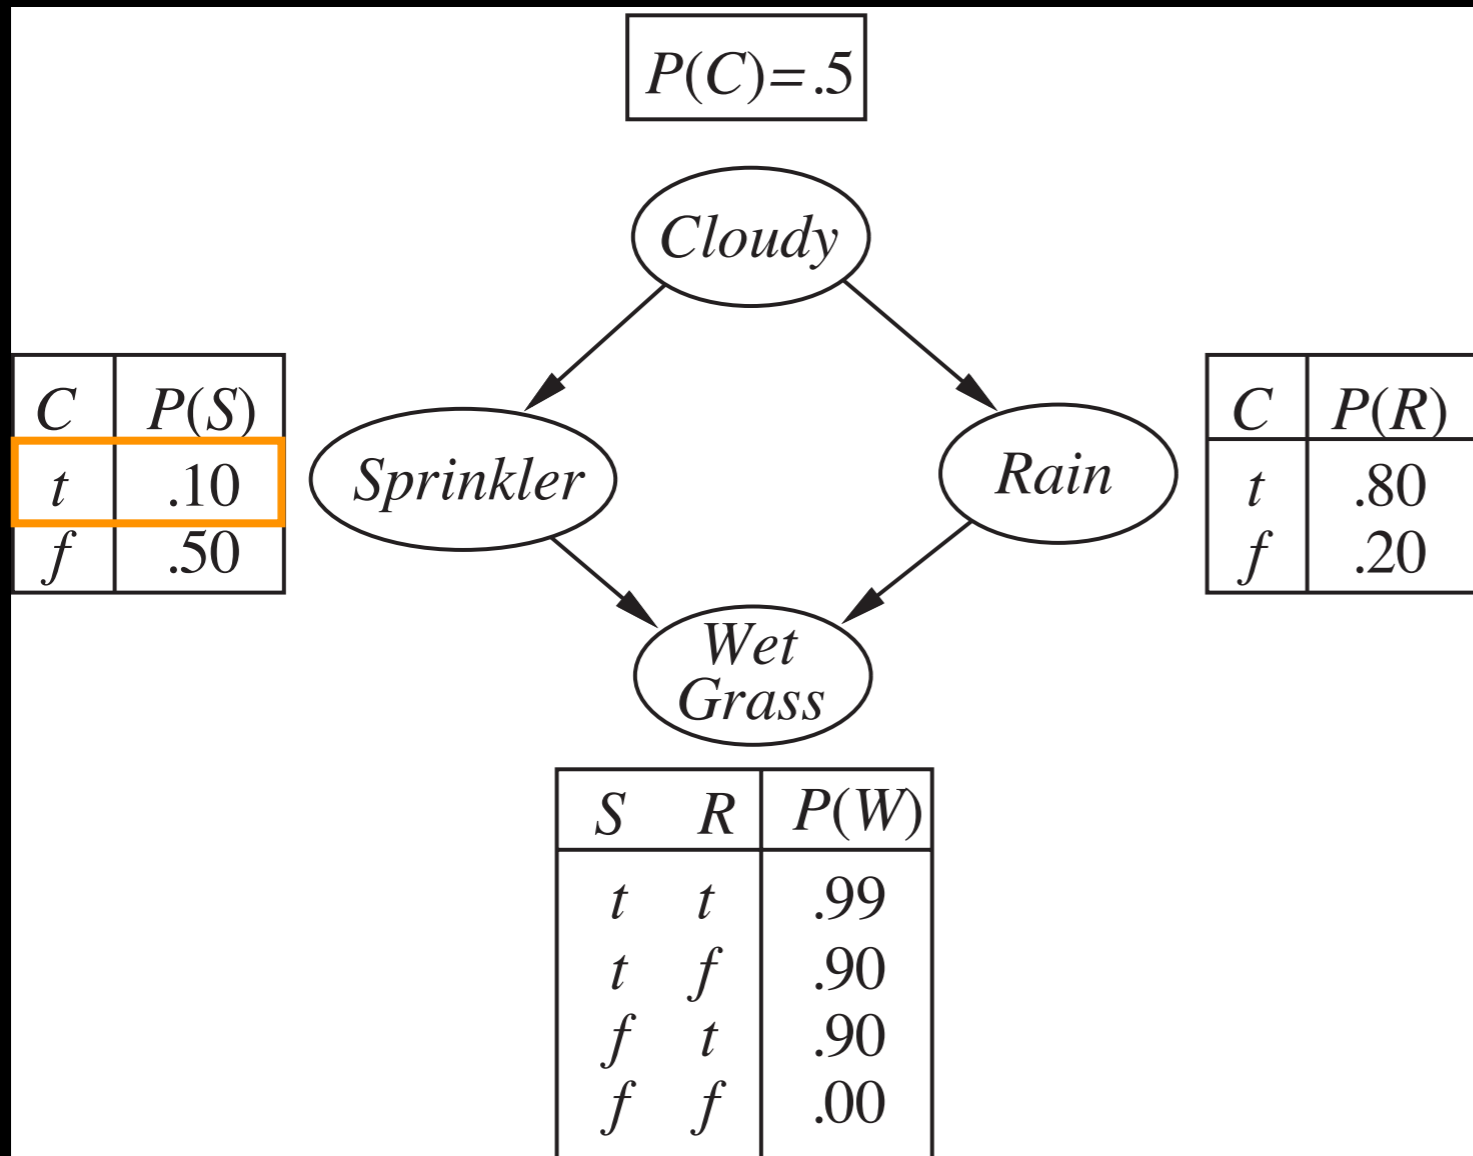 P(C)=.5
Cloudy
C P(S)
t .10
f .50
Sprinkler
Rain
C P(R)
t .80
f .20
Wet
Grass
S R P(W)
t t .99
t f .90
f t .90
f f .00